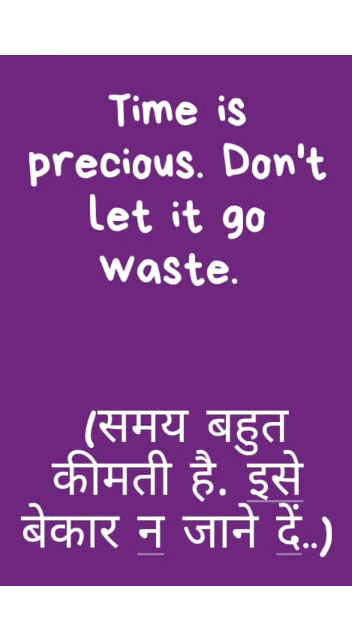 Time is
precious. Don't
let it go
waste.
(समय बहुत
कीमती है. इसे
बेकार न जाने दें..)